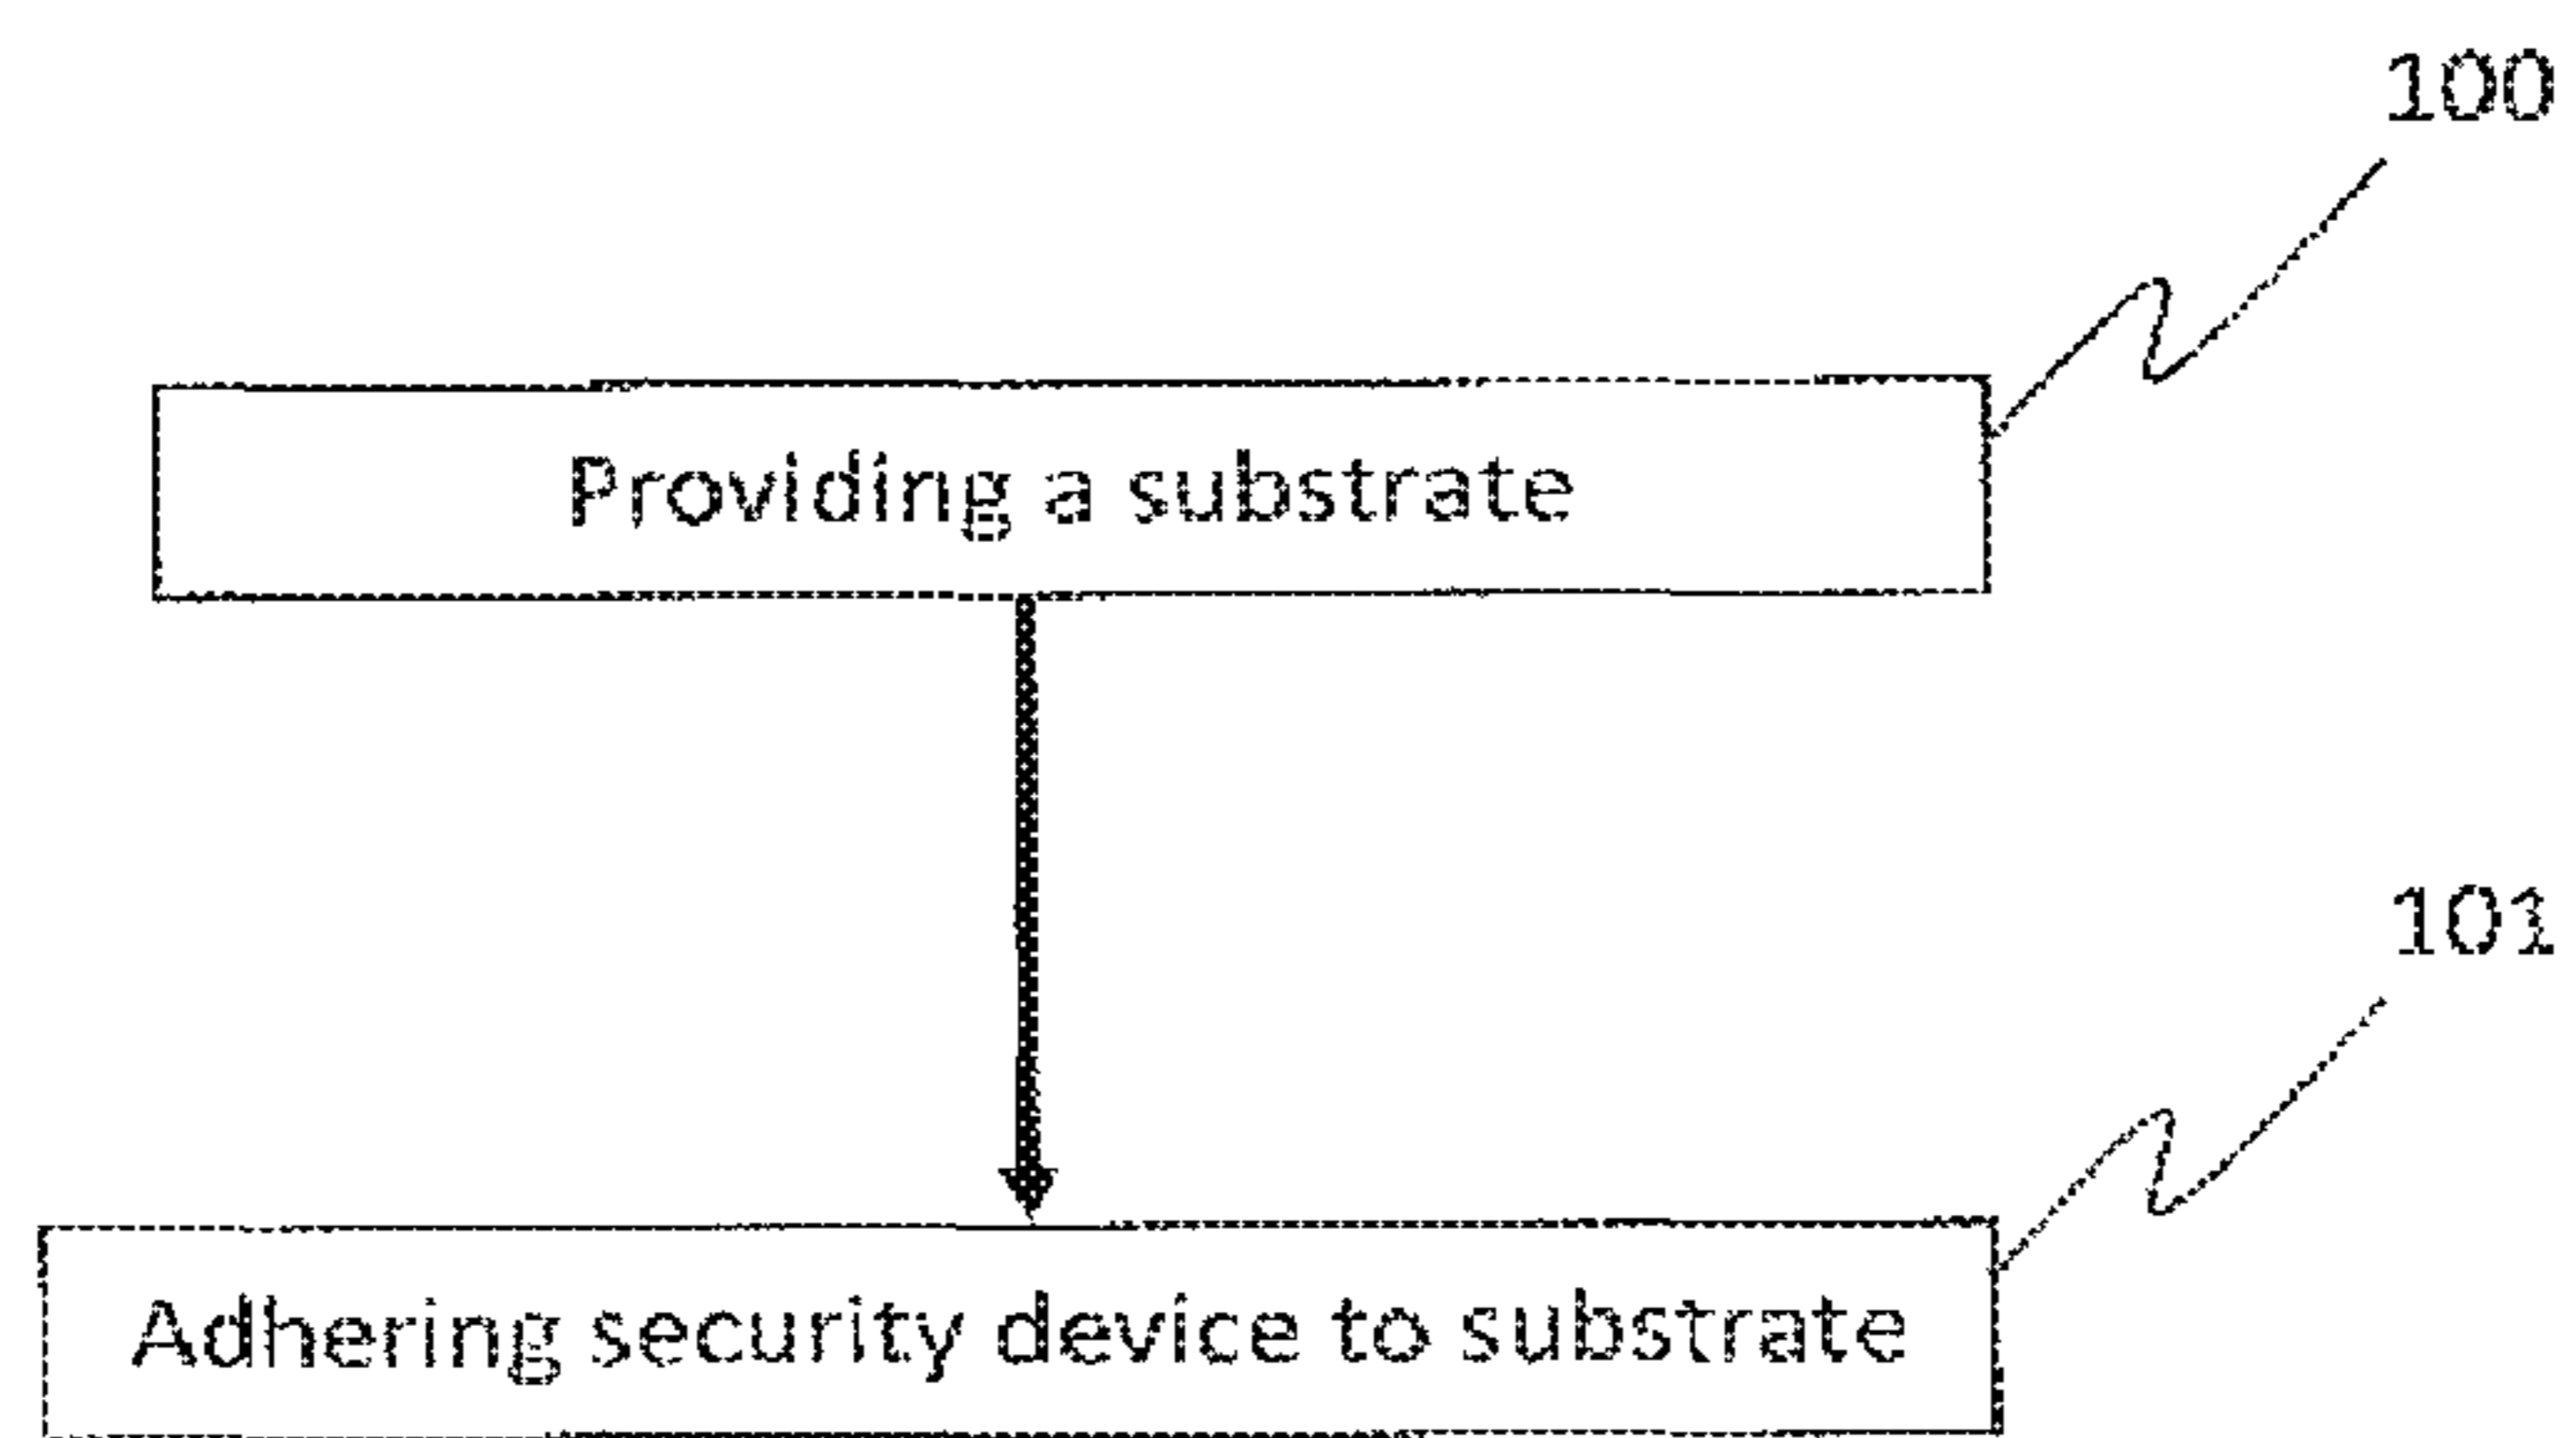 100
Providing a substrate
101
Adhering security device to substrate